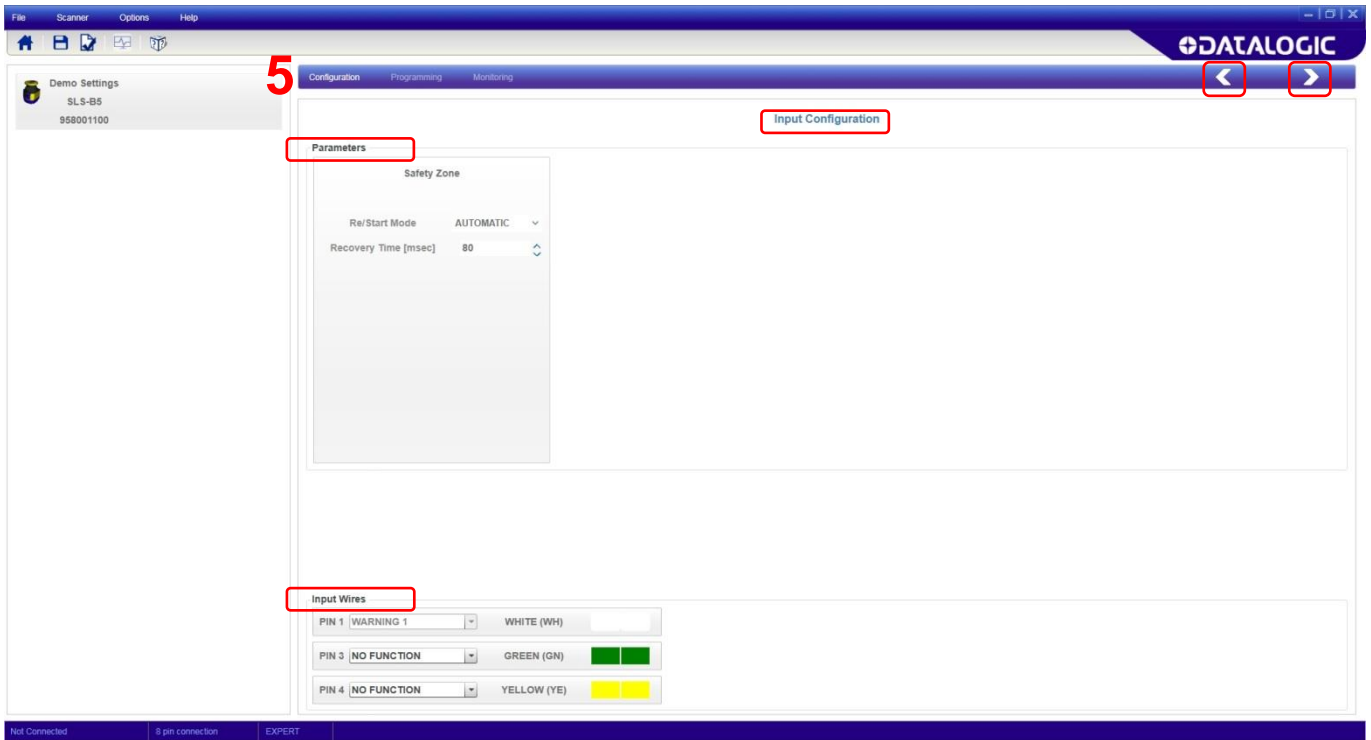 File Scanner Options Help
DATALOGIC
Demo Settings
SLS-B5
958001100
5
Configuration Programming Monitoring
Input Configuration
Parameters
Safety Zone
Re/Start Mode AUTOMATIC
Recovery Time [msec] 80
Input Wires
PIN 1 WARNING 1 WHITE (WH)
PIN 3 NO FUNCTION GREEN (GN)
PIN 4 NO FUNCTION YELLOW (YE)
Not Connected 8 pin connection EXPERT